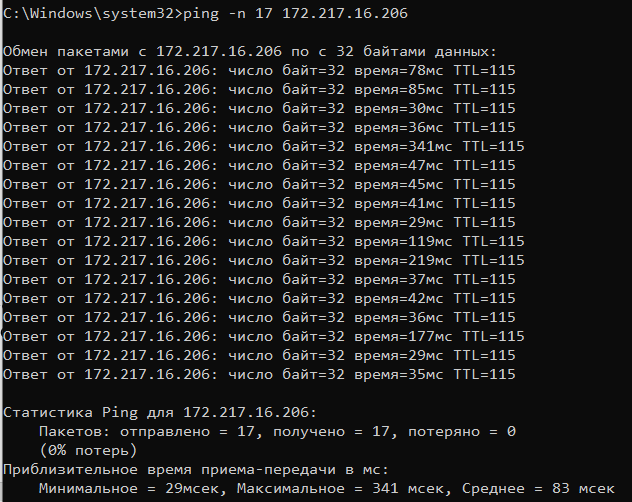 C:\Windows\system32>ping -n 17 172.217.16.206
Обмен пакетами с 172.217.16.206 по с 32 байтами данных:
Ответ от 172.217.16.206: число байт=32 время=78мс TTL=115
Ответ от 172.217.16.206: число байт=32 время=85мс TTL=115
Ответ от 172.217.16.206: число байт=32 время=30мс TTL=115
Ответ от 172.217.16.206: число байт=32 время=36мс TTL=115
Ответ от 172.217.16.206: число байт=32 время=341мс TTL=115
Ответ от 172.217.16.206: число байт=32 время=47мс TTL=115
Ответ от 172.217.16.206: число байт=32 время=45мс TTL=115
Ответ от 172.217.16.206: число байт=32 время=41мс TTL=115
Ответ от 172.217.16.206: число байт=32 время=29мс TTL=115
Ответ от 172.217.16.206: число байт=32 время=119мс TTL=115
Ответ от 172.217.16.206: число байт=32 время=219мс TTL=115
Ответ от 172.217.16.206: число байт=32 время=37мс TTL=115
Ответ от 172.217.16.206: число байт=32 время=42мс TTL=115
Ответ от 172.217.16.206: число байт=32 время=36мс TTL=115
Ответ от 172.217.16.206: число байт=32 время=177мс TTL=115
Ответ от 172.217.16.206: число байт=32 время=29мс TTL=115
Ответ от 172.217.16.206: число байт=32 время=35мс TTL=115
Статистика Ping для 172.217.16.206:
Пакетов: отправлено = 17, получено = 17, потеряно = 0
(0% потерь)
Приблизительное время приема-передачи в мс:
Минимальное = 29мсек, Максимальное = 341 мсек, Среднее = 83 мсек